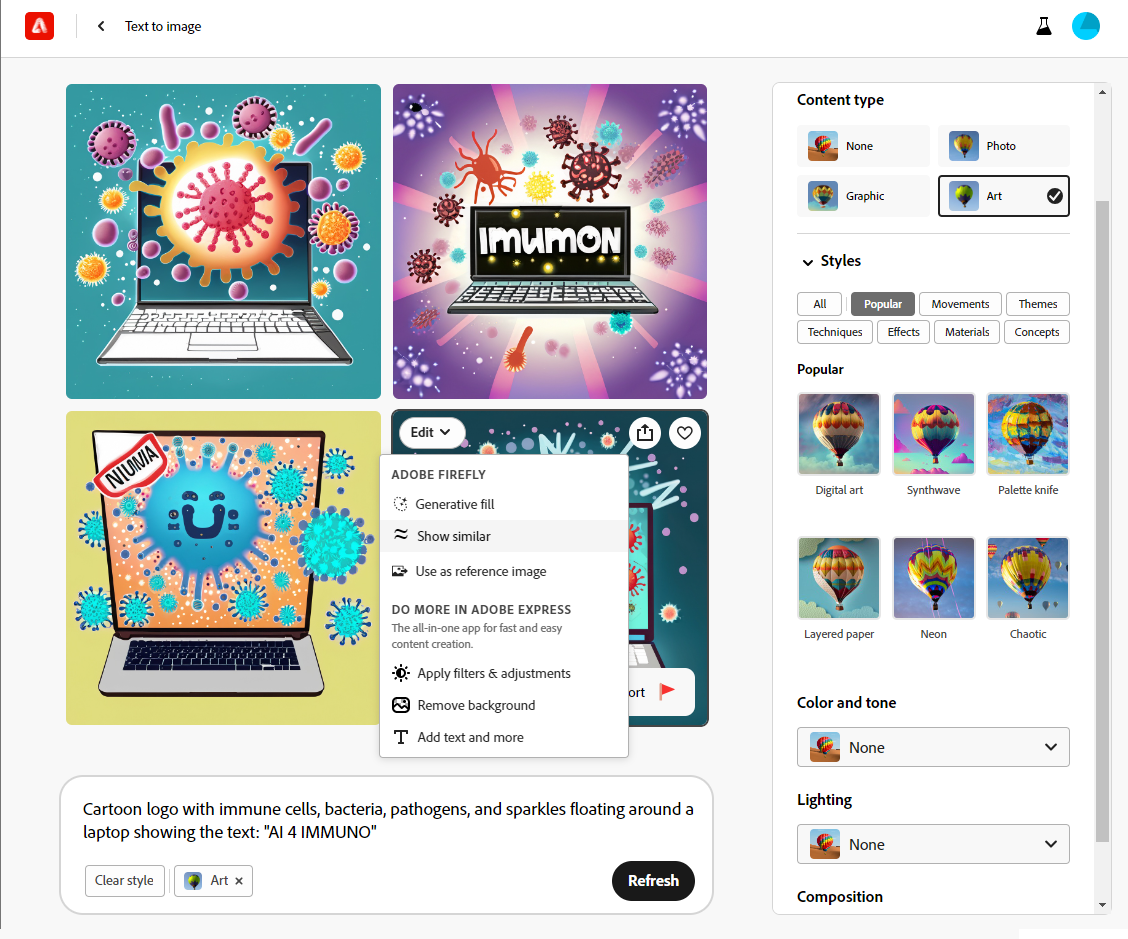 Text to image
IMUMON
NIUMA
Edit
ADOBE FIREFLY
Generative fill
Show similar
Use as reference image
DO MORE IN ADOBE EXPRESS
The all-in-one app for fast and easy
content creation.
Apply filters & adjustments
Remove background
Add text and more
ort
Cartoon logo with immune cells, bacteria, pathogens, and sparkles floating around a
laptop showing the text: "AI 4 IMMUNO"
Clear style
Art ×
Refresh
Content type
None
Photo
Graphic
Art
Styles
All
Popular
Movements
Themes
Techniques
Effects
Materials
Concepts
Popular
Digital art
Synthwave
Palette knife
Layered paper
Neon
Chaotic
Color and tone
None
Lighting
None
Composition